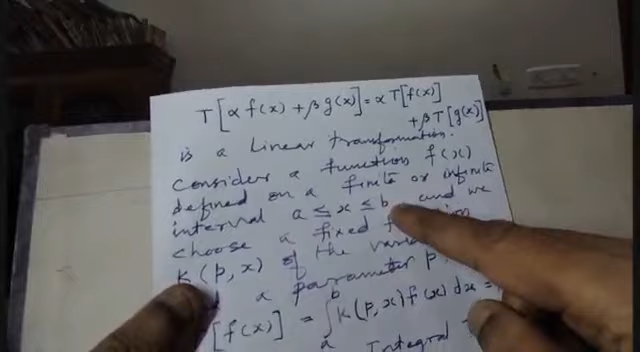 T[α f(x) + β g(x)] = α T[f(x)]
+ β T[g(x)]
is a Linear transformation.
Consider a function f(x)
defined on a finite or infinite
interval a ≤ x ≤ b and we
choose a fixed
K(p, x) of the
a parameter p
[f(x)] = ∫ₐᵇ K(p, x) f(x) dx =
Integral